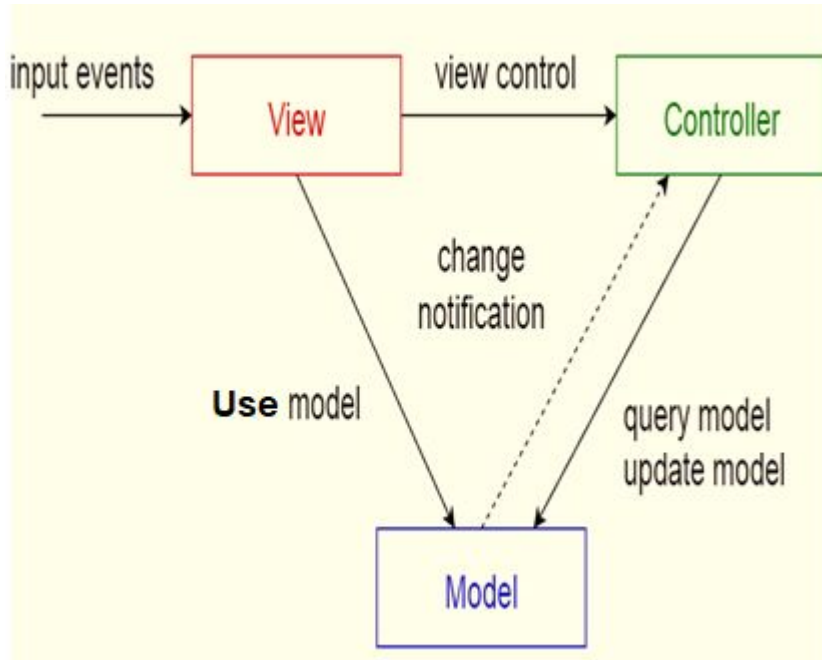 input events
View
view control
Controller
change
notification
Use model
query model
update model
Model